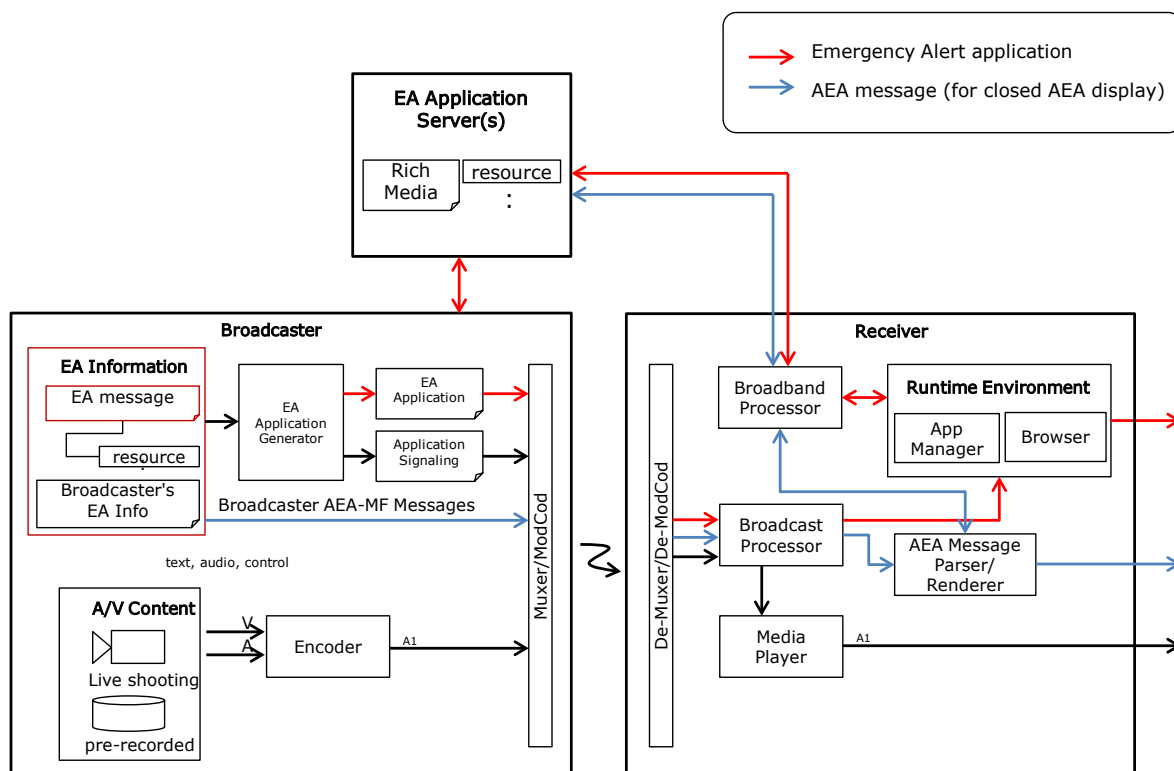 Emergency Alert application
AEA message (for closed AEA display)
EA Application
Server(s)
Rich
Media
resource
:
Broadcaster
EA Information
EA message
resource
:
Broadcaster's
EA Info
EA
Application
Generator
EA
Application
Application
Signaling
Broadcaster AEA-MF Messages
text, audio, control
A/V Content
Live shooting
pre-recorded
V
A
Encoder
A1
Muxer/ModCod
Receiver
De-Muxer/De-ModCod
Broadband
Processor
Runtime Environment
App
Manager
Browser
Broadcast
Processor
AEA Message
Parser/
Renderer
Media
Player
A1